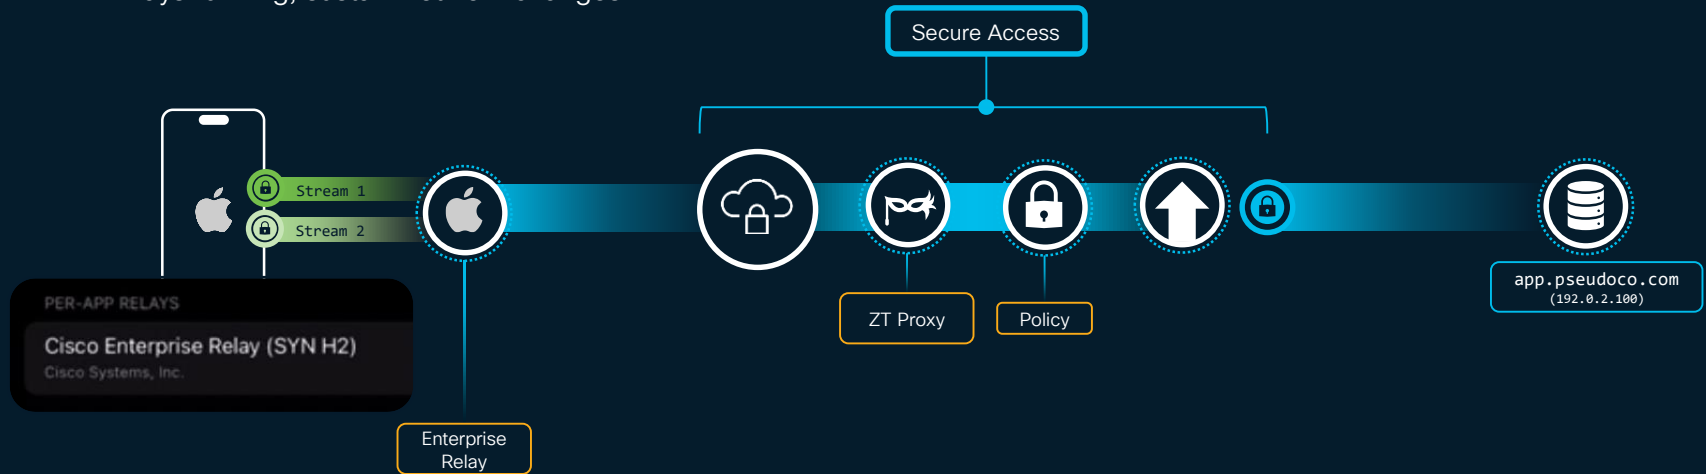 Secure Access
Stream 1
Stream 2
PER-APP RELAYS
Cisco Enterprise Relay (SYN H2)
Cisco Systems, Inc.
Enterprise
Relay
ZT Proxy
Policy
app.pseudoco.com
(192.0.2.100)